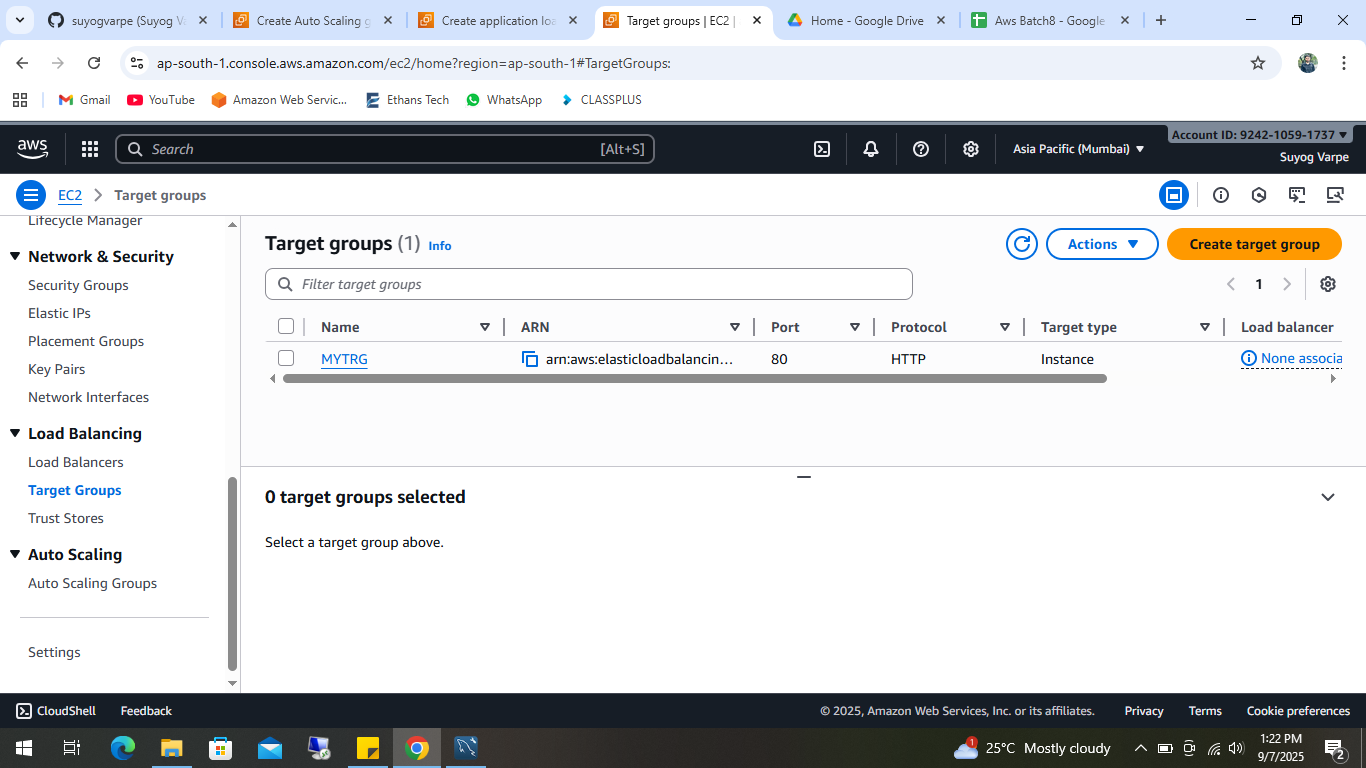 suyogvarpe (Suyog Va
Create Auto Scaling g
Create application loa
Target groups | EC2 |
Home - Google Drive
Aws Batch8 - Google
ap-south-1.console.aws.amazon.com/ec2/home?region=ap-south-1#TargetGroups:
Gmail
YouTube
Amazon Web Servic...
Ethans Tech
WhatsApp
CLASSPLUS
aws
Search
[Alt+S]
Asia Pacific (Mumbai)
Account ID: 9242-1059-1737
Suyog Varpe
EC2
Target groups
Lifecycle Manager
Network & Security
Security Groups
Elastic IPs
Placement Groups
Key Pairs
Network Interfaces
Load Balancing
Load Balancers
Target Groups
Trust Stores
Auto Scaling
Auto Scaling Groups
Settings
Target groups (1) Info
Actions
Create target group
Filter target groups
1
Name
ARN
Port
Protocol
Target type
Load balancer
MYTRG
arn:aws:elasticloadbalancin...
80
HTTP
Instance
None associa
0 target groups selected
Select a target group above.
CloudShell
Feedback
© 2025, Amazon Web Services, Inc. or its affiliates.
Privacy
Terms
Cookie preferences
1
25°C Mostly cloudy
1:22 PM
9/7/2025
2